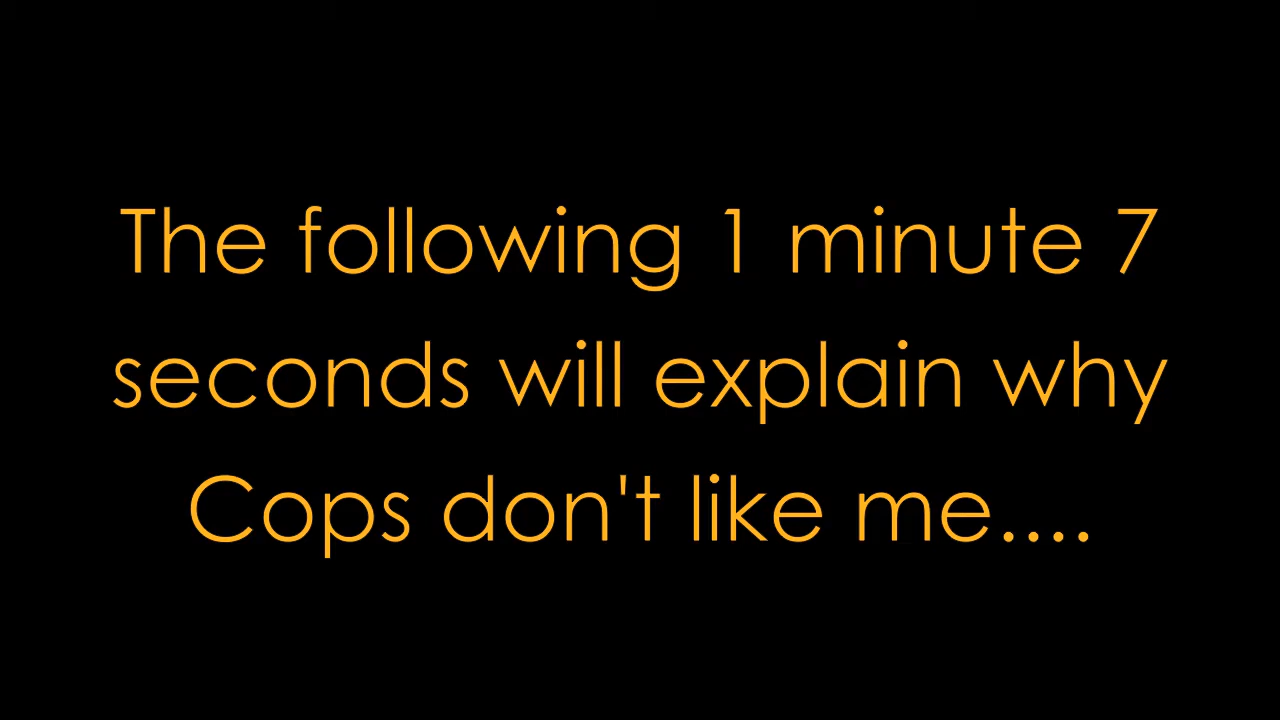 The following 1 minute 7
seconds will explain why
Cops don't like me....